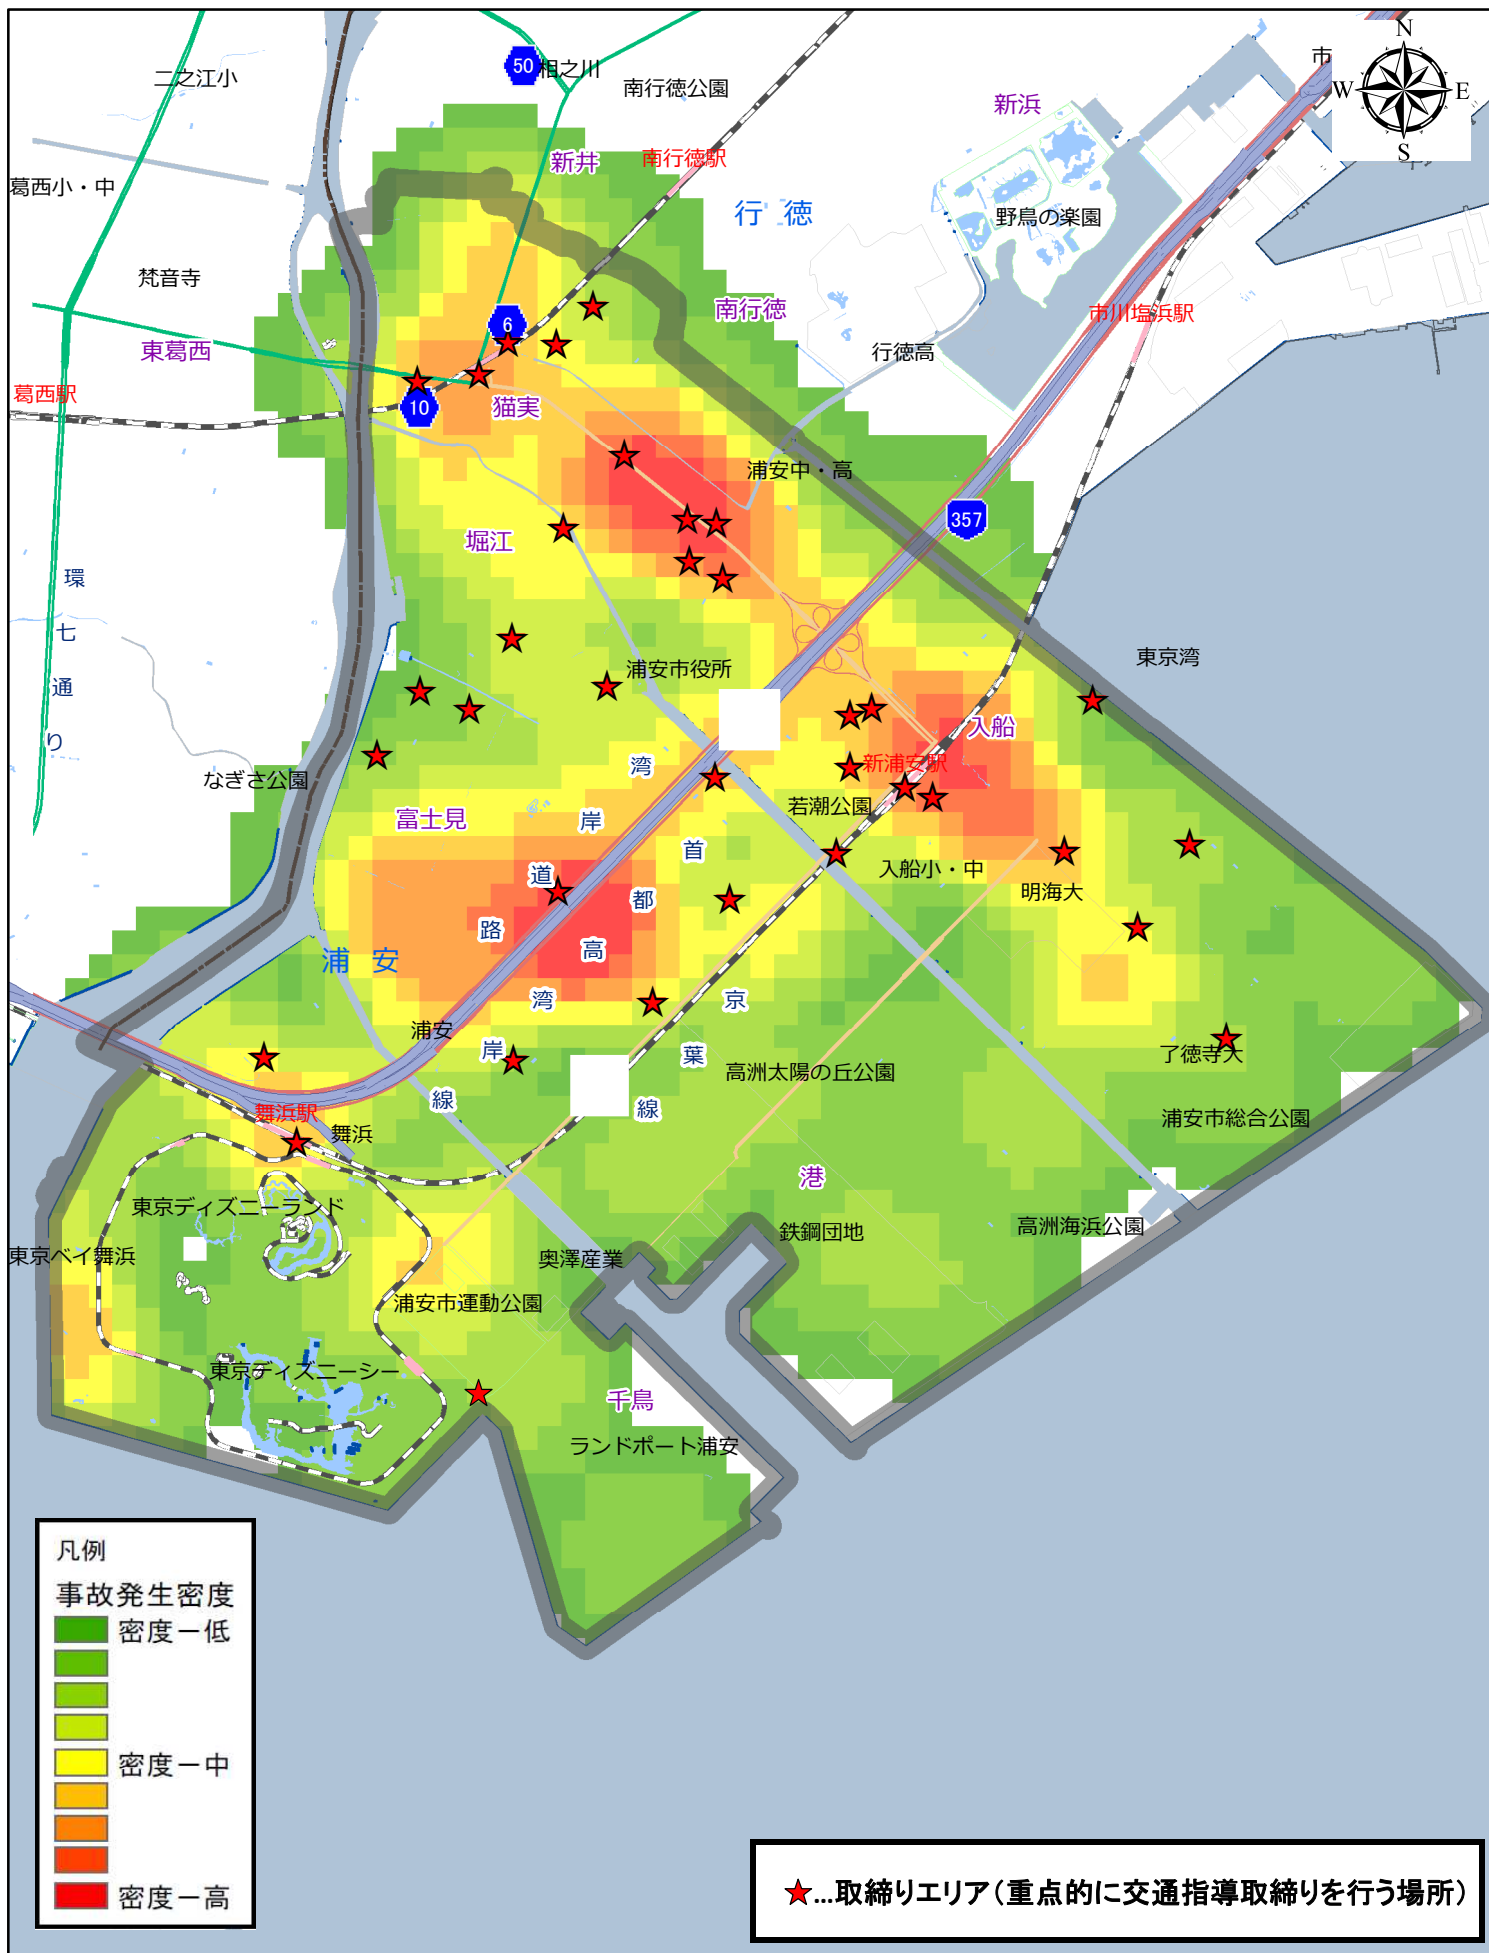 N
W
E
S
市
50
相之川
二之江小
南行徳公園
新浜
葛西小・中
新井
南行徳駅
行徳
野鳥の楽園
梵音寺
南行徳
市川塩浜駅
6
東葛西
行徳高
葛西駅
10
猫実
浦安中・高
357
堀江
環七通り
浦安市役所
東京湾
入船
湾岸道路
なぎさ公園
新浦安駅
富士見
若潮公園
首都高湾岸線
入船小・中
明海大
浦安
浦安
京葉線
了徳寺大
高洲太陽の丘公園
舞浜駅
舞浜
浦安市総合公園
港
東京ディズニーランド
鉄鋼団地
高洲海浜公園
東京ベイ舞浜
奥澤産業
浦安市運動公園
東京ディズニーシー
千鳥
ランドポート浦安
凡例
事故発生密度
密度－低
密度－中
密度－高
★...取締りエリア（重点的に交通指導取締りを行う場所）